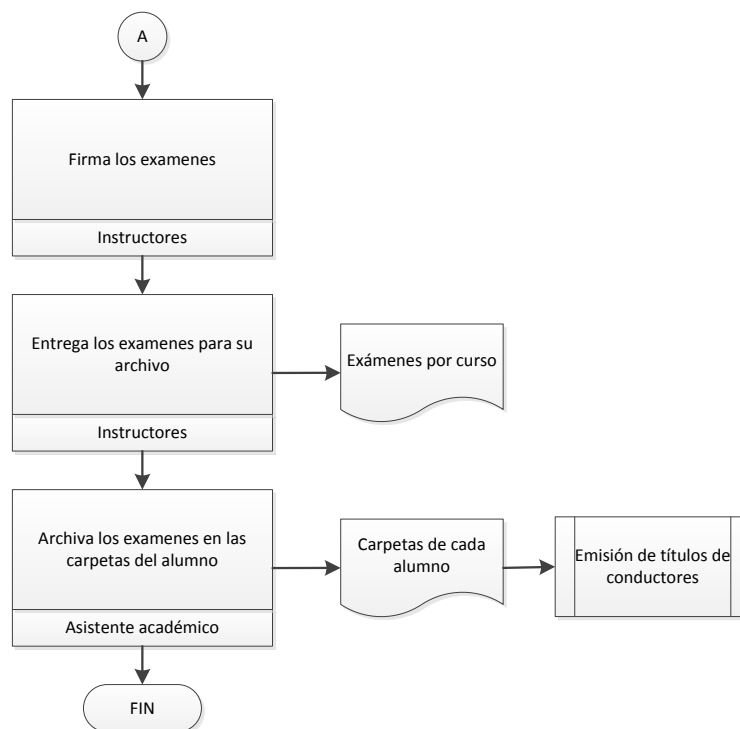 A
Firma los examenes
Instructores
Entrega los examenes para su
archivo
Exámenes por curso
Instructores
Archiva los examenes en las
carpetas del alumno
Carpetas de cada
alumno
Emisión de títulos de
conductores
Asistente académico
FIN